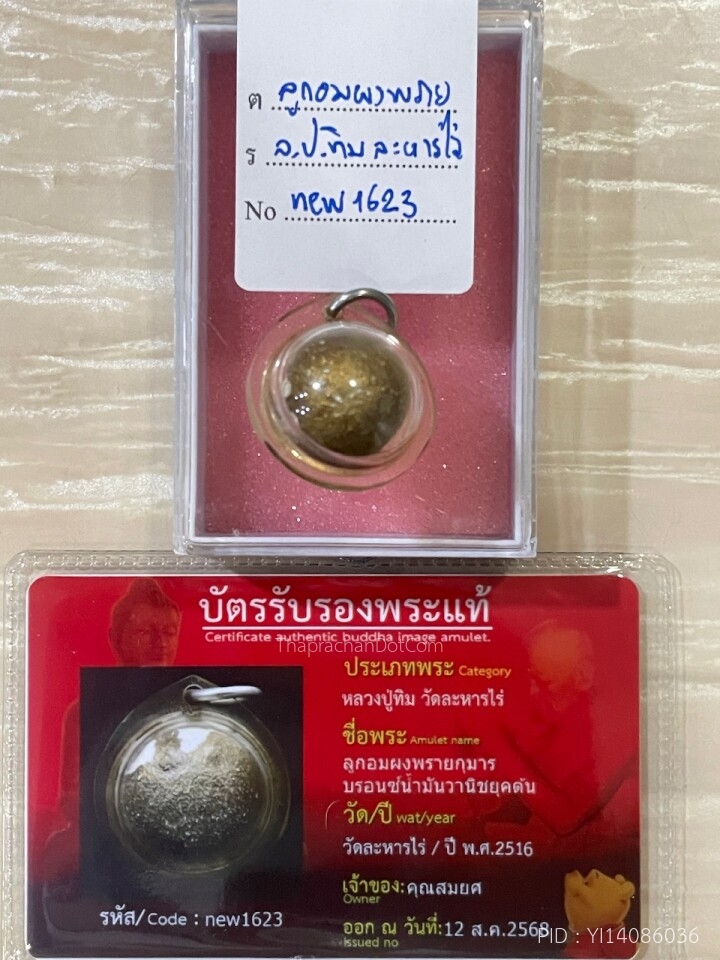 ต ลูกอมผงพราย
ร ล.ป.ทิม ละหารไร่
No new 1623
บัตรรับรองพระแท้
Certificate authentic buddha image amulet.
ThaprachanDotCom
ประเภทพระ Category
หลวงปู่ทิม วัดละหารไร่
ชื่อพระ Amulet name
ลูกอมผงพรายกุมาร
บรอนซ์น้ำมันวานิชยุคต้น
วัด/ปี wat/year
วัดละหารไร่ / ปี พ.ศ.2516
เจ้าของ:คุณสมยศ
Owner
รหัส/Code : new1623
ออก ณ วันที่:12 ส.ค.2568
Issued no
PID : YI14086036